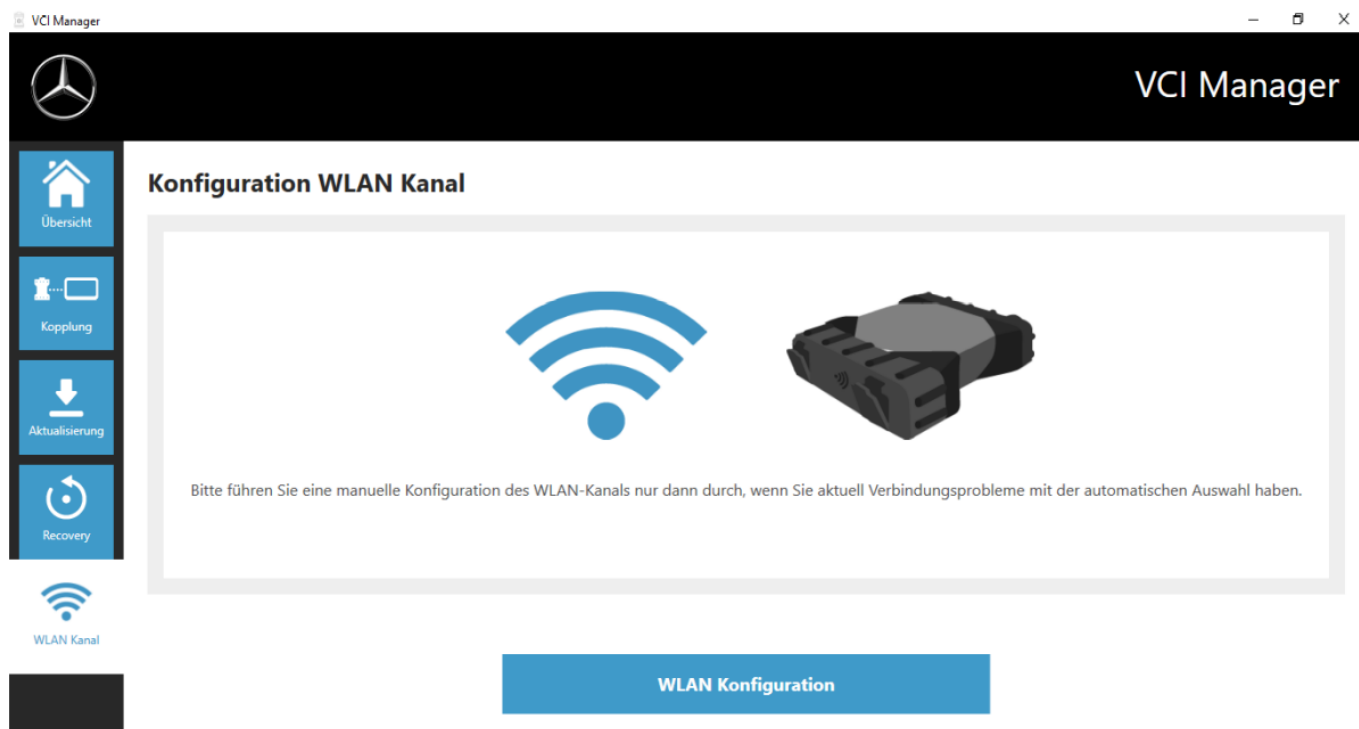 VCI Manager
VCI Manager
Übersicht
Kopplung
Aktualisierung
Recovery
WLAN Kanal
Konfiguration WLAN Kanal
Bitte führen Sie eine manuelle Konfiguration des WLAN-Kanals nur dann durch, wenn Sie aktuell Verbindungsprobleme mit der automatischen Auswahl haben.
WLAN Konfiguration